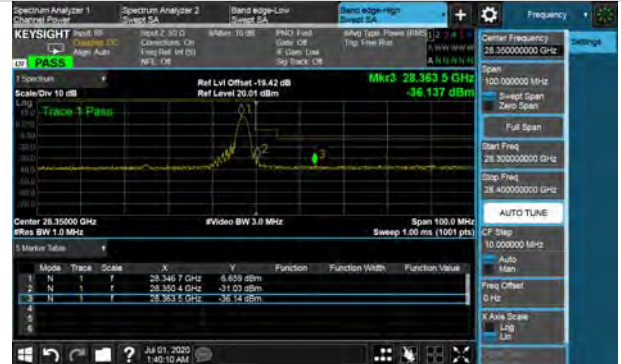 Spectrum Analyzer 1
Channel Power
Spectrum Analyzer 2
Swept SA
Band edge-Low
Swept SA
Band edge-High
Swept SA
Frequency
KEYSIGHT
Input: RF
Coupling: DC
Align: Auto
Input Z: 50 Ω
Corrections: On
Freq Ref: Int (S)
NFE: Off
#Atten: 10 dB
PNO: Fast
Gate: Off
IF Gain: Low
Sig Track: Off
#Avg Type: Power (RMS)
Trig: Free Run
PASS
1 Spectrum
Scale/Div 10 dB
Ref Lvl Offset -19.42 dB
Ref Level 20.01 dBm
Mkr3 28.363 5 GHz
-36.137 dBm
Log
Trace 1 Pass
Center 28.35000 GHz
#Res BW 1.0 MHz
#Video BW 3.0 MHz
Span 100.0 MHz
Sweep 1.00 ms (1001 pts)
5 Marker Table
Mode Trace Scale X Y Function Function Width Function Value
1 N 1 f 28.346 7 GHz 6.659 dBm
2 N 1 f 28.350 4 GHz -31.03 dBm
3 N 1 f 28.363 5 GHz -36.14 dBm
4
5
6
Jul 01, 2020
1:40:10 AM
Center Frequency
28.350000000 GHz
Settings
Span
100.000000 MHz
Swept Span
Zero Span
Full Span
Start Freq
28.300000000 GHz
Stop Freq
28.400000000 GHz
AUTO TUNE
CF Step
10.000000 MHz
Auto
Man
Freq Offset
0 Hz
X Axis Scale
Log
Lin